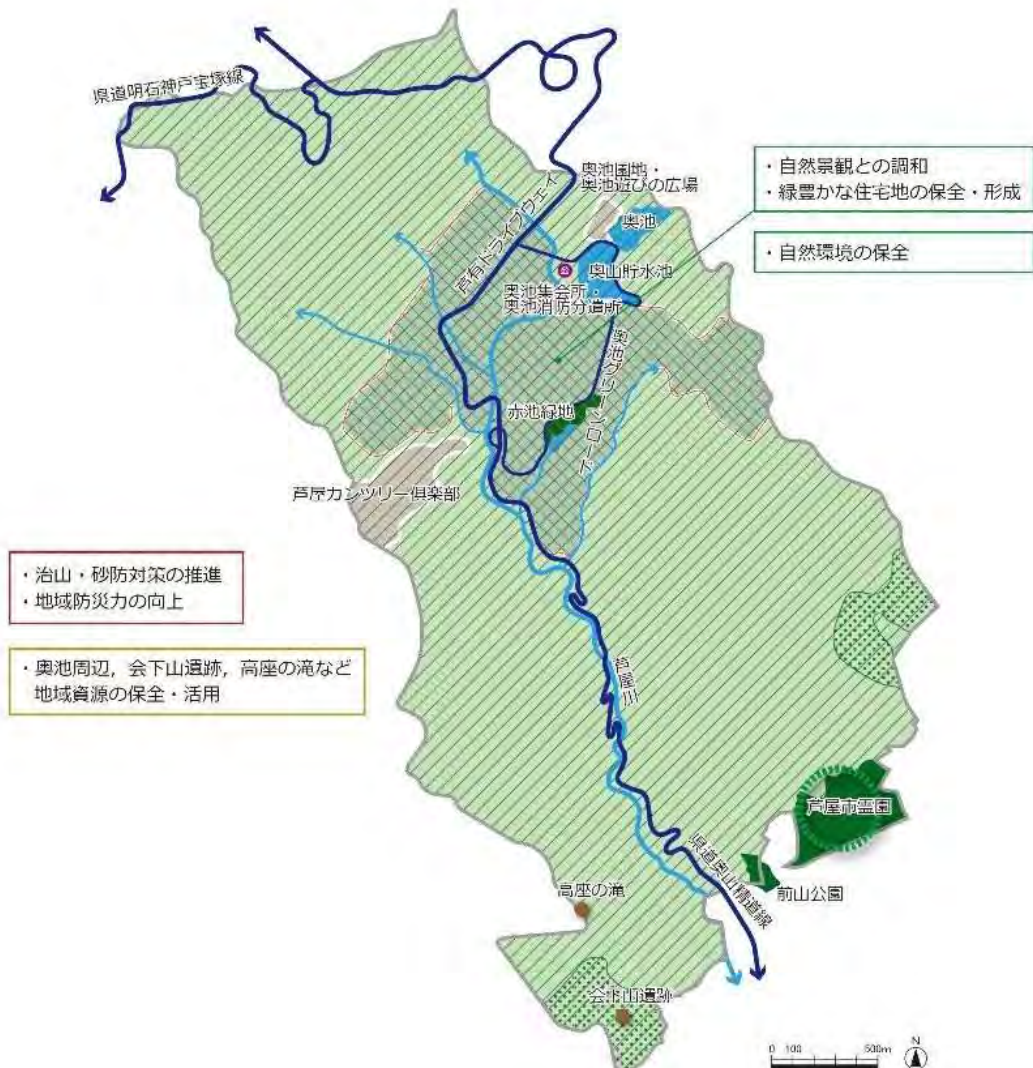 県道明石神戸宝塚線
芦有ドライブウェイ
奥池園地・
奥池遊びの広場
奥池
奥山貯水池
奥池集会所・
奥池消防分遣所
奥池グリーンロード
赤池緑地
・自然景観との調和
・緑豊かな住宅地の保全・形成
・自然環境の保全
芦屋カンツリー倶楽部
・治山・砂防対策の推進
・地域防災力の向上
・奥池周辺，会下山遺跡，高座の滝など
地域資源の保全・活用
芦屋川
芦屋市霊園
県道奥山精道線
前山公園
高座の滝
会下山遺跡
公
0 100 500m
N